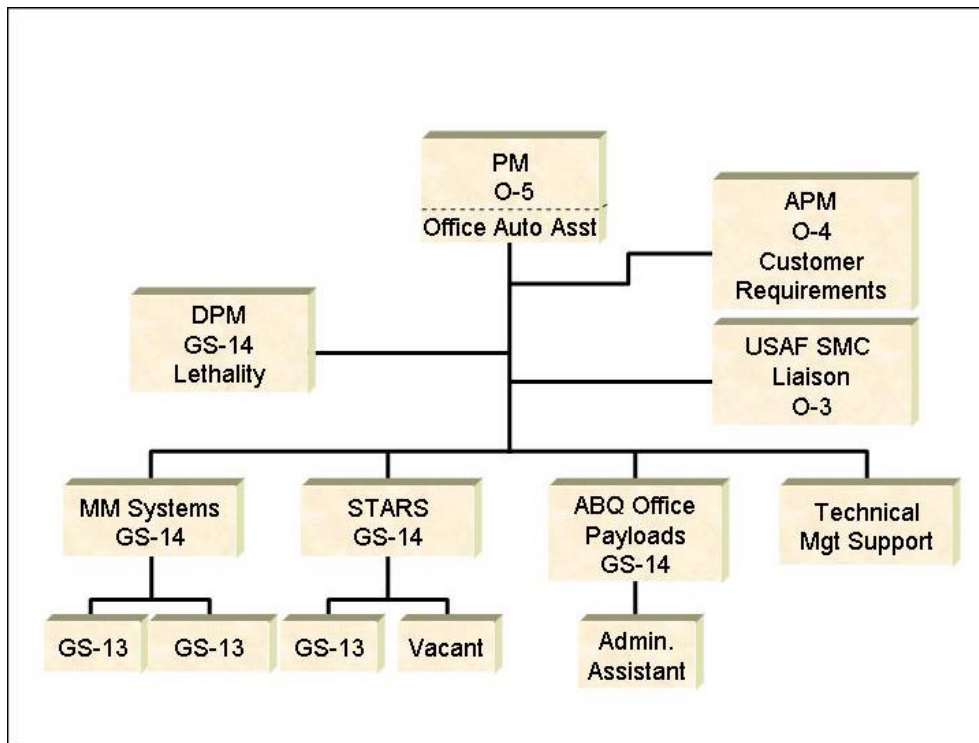 PM
O-5
Office Auto Asst
APM
O-4
Customer
Requirements
DPM
GS-14
Lethality
USAF SMC
Liaison
O-3
MM Systems
GS-14
STARS
GS-14
ABQ Office
Payloads
GS-14
Technical
Mgt Support
GS-13
GS-13
GS-13
Vacant
Admin.
Assistant